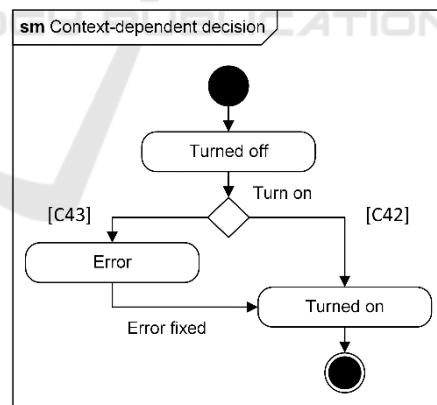 sm Context-dependent decision
Turned off
Turn on
[C43]
[C42]
Error
Turned on
Error fixed